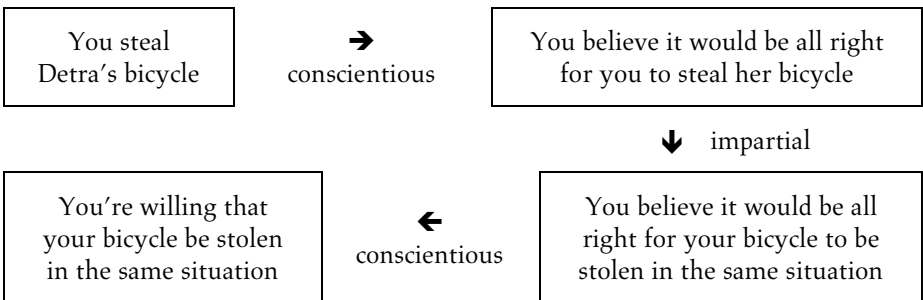 You steal
Detra's bicycle
➔
conscientious
You believe it would be all right
for you to steal her bicycle
🡻 impartial
You believe it would be all
right for your bicycle to be
stolen in the same situation
🡸
conscientious
You're willing that
your bicycle be stolen
in the same situation